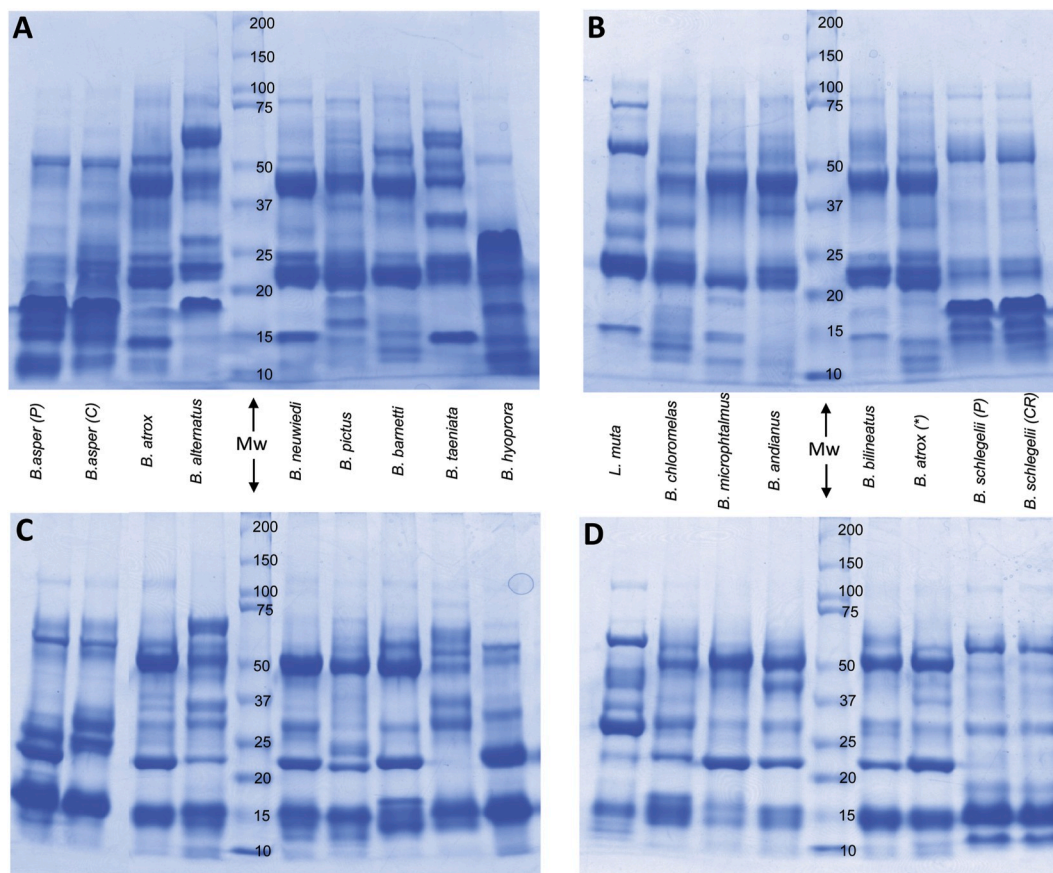 A
200
150
100
75
50
37
25
20
15
10
B
200
150
100
75
50
37
25
20
15
10
B.asper (P)
B.asper (C)
B. atrox
B. alternatus
Mw
B. neuwiedi
B. pictus
B. barnetti
B. taeniata
B. hyoprora
L. muta
B. chloromelas
B. microphtalmus
B. andianus
Mw
B. bilineatus
B. atrox (*)
B. schlegelii (P)
B. schlegelii (CR)
C
200
150
100
75
50
37
25
20
15
10
D
200
150
100
75
50
37
25
20
15
10